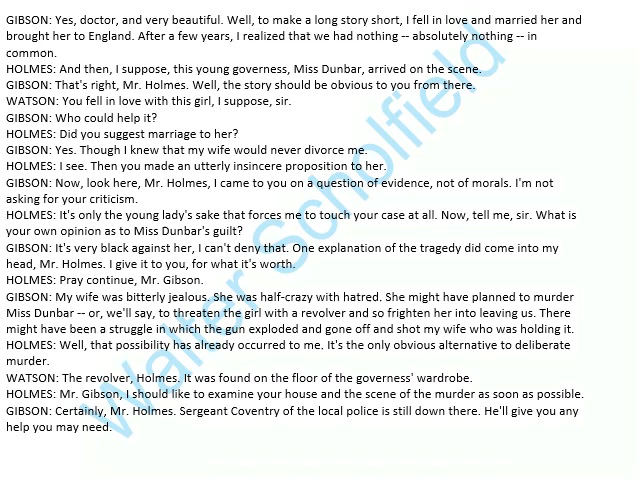 GIBSON: Yes, doctor, and very beautiful. Well, to make a long story short, I fell in love and married her and
brought her to England. After a few years, I realized that we had nothing -- absolutely nothing -- in
common.
HOLMES: And then, I suppose, this young governess, Miss Dunbar, arrived on the scene.
GIBSON: That's right, Mr. Holmes. Well, the story should be obvious to you from there.
WATSON: You fell in love with this girl, I suppose, sir.
GIBSON: Who could help it?
HOLMES: Did you suggest marriage to her?
GIBSON: Yes. Though I knew that my wife would never divorce me.
HOLMES: I see. Then you made an utterly insincere proposition to her.
GIBSON: Now, look here, Mr. Holmes, I came to you on a question of evidence, not of morals. I'm not
asking for your criticism.
HOLMES: It's only the young lady's sake that forces me to touch your case at all. Now, tell me, sir. What is
your own opinion as to Miss Dunbar's guilt?
GIBSON: It's very black against her, I can't deny that. One explanation of the tragedy did come into my
head, Mr. Holmes. I give it to you, for what it's worth.
HOLMES: Pray continue, Mr. Gibson.
GIBSON: My wife was bitterly jealous. She was half-crazy with hatred. She might have planned to murder
Miss Dunbar -- or, we'll say, to threaten the girl with a revolver and so frighten her into leaving us. There
might have been a struggle in which the gun exploded and gone off and shot my wife who was holding it.
HOLMES: Well, that possibility has already occurred to me. It's the only obvious alternative to deliberate
murder.
WATSON: The revolver, Holmes. It was found on the floor of the governess' wardrobe.
HOLMES: Mr. Gibson, I should like to examine your house and the scene of the murder as soon as possible.
GIBSON: Certainly, Mr. Holmes. Sergeant Coventry of the local police is still down there. He'll give you any
help you may need.
Walter Scholfield